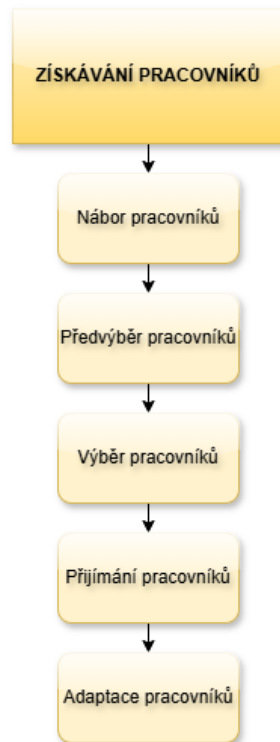 ZÍSKÁVÁNÍ PRACOVNÍKŮ
Nábor pracovníků
Předvýběr pracovníků
Výběr pracovníků
Přijímání pracovníků
Adaptace pracovníků